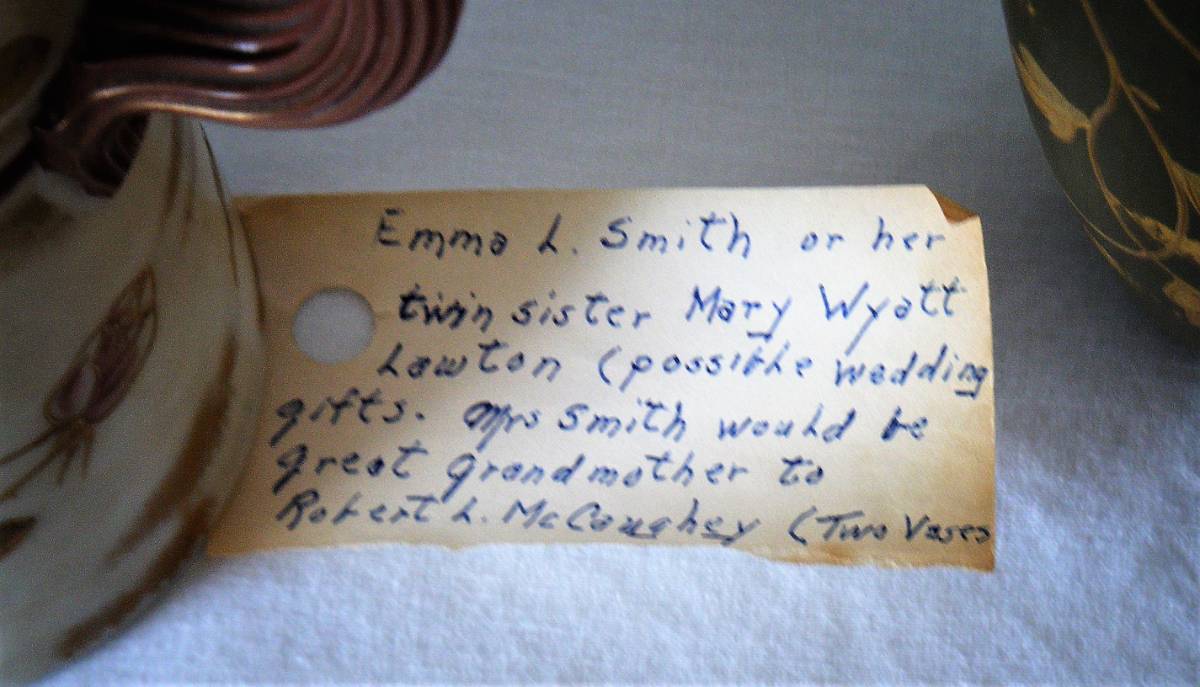 Emma L. Smith or her
twin sister Mary Wyatt
Lawton (possible wedding
gifts. Mrs Smith would be
great grandmother to
Robert L. McCaughey (Two Vases